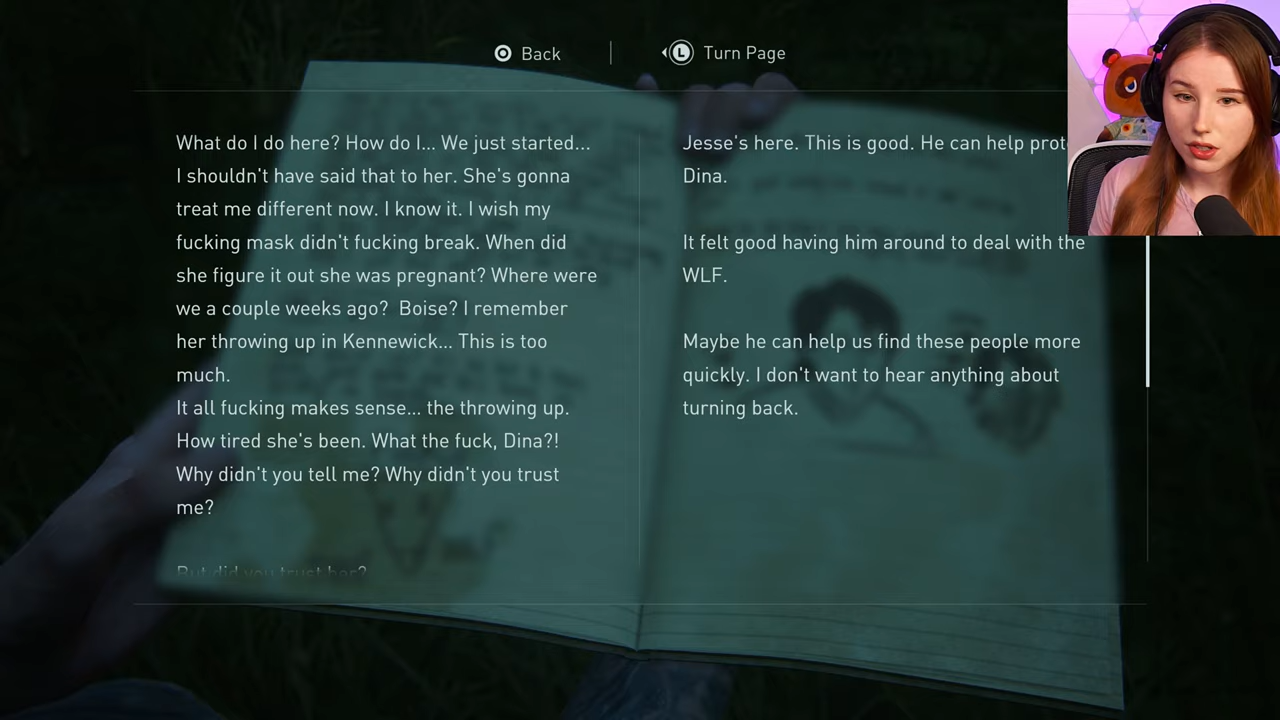 Back
L Turn Page
What do I do here? How do I... We just started...
I shouldn't have said that to her. She's gonna
treat me different now. I know it. I wish my
fucking mask didn't fucking break. When did
she figure it out she was pregnant? Where were
we a couple weeks ago?  Boise? I remember
her throwing up in Kennewick... This is too
much.
It all fucking makes sense... the throwing up.
How tired she's been. What the fuck, Dina?!
Why didn't you tell me? Why didn't you trust
me?
But did you trust her?
Jesse's here. This is good. He can help
Dina.
It felt good having him around to deal with the
WLF.
Maybe he can help us find these people more
quickly. I don't want to hear anything about
turning back.